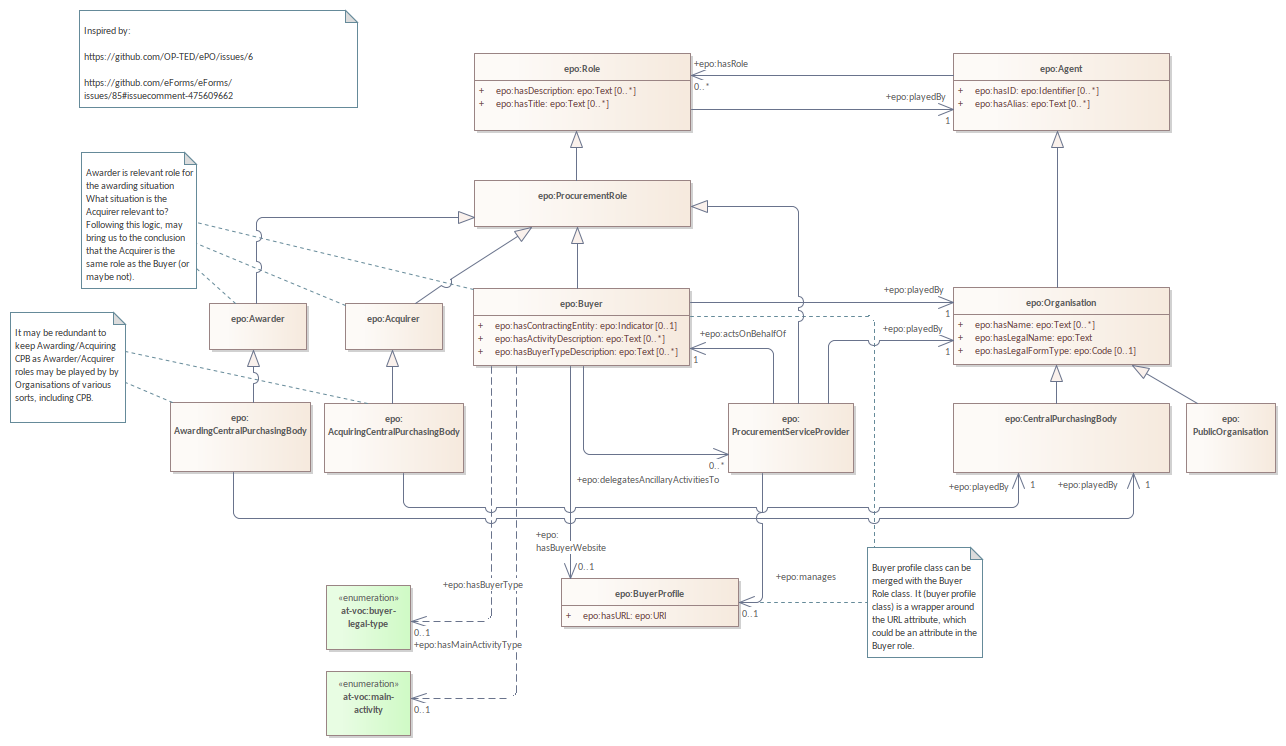 Inspired by:
https://github.com/OP-TED/ePO/issues/6
https://github.com/eForms/eForms/
issues/85#issuecomment-475609662
epo:Role
+ epo:hasDescription: epo:Text [0..*]
+ epo:hasTitle: epo:Text [0..*]
+epo:hasRole
0..*
+epo:playedBy
1
epo:Agent
+ epo:hasID: epo:Identifier [0..*]
+ epo:hasAlias: epo:Text [0..*]
Awarder is relevant role for
the awarding situation
What situation is the
Acquirer relevant to?
Following this logic, may
bring us to the conclusion
that the Acquirer is the
same role as the Buyer (or
maybe not).
epo:ProcurementRole
It may be redundant to
keep Awarding/Acquiring
CPB as Awarder/Acquirer
roles may be played by by
Organisations of various
sorts, including CPB.
epo:Awarder
epo:Acquirer
epo:Buyer
+ epo:hasContractingEntity: epo:Indicator [0..1]
+ epo:hasActivityDescription: epo:Text [0..*]
+ epo:hasBuyerTypeDescription: epo:Text [0..*]
+epo:playedBy
1
+epo:playedBy
1
+epo:actsOnBehalfOf
1
epo:Organisation
+ epo:hasName: epo:Text [0..*]
+ epo:hasLegalName: epo:Text
+ epo:hasLegalFormType: epo:Code [0..1]
epo:
AwardingCentralPurchasingBody
epo:
AcquiringCentralPurchasingBody
epo:
ProcurementServiceProvider
epo:CentralPurchasingBody
epo:
PublicOrganisation
0..*
+epo:delegatesAncillaryActivitiesTo
+epo:playedBy
1
+epo:playedBy
1
+epo:
hasBuyerWebsite
0..1
+epo:hasBuyerType
0..1
+epo:hasMainActivityType
0..1
«enumeration»
at-voc:buyer-
legal-type
«enumeration»
at-voc:main-
activity
epo:BuyerProfile
+ epo:hasURL: epo:URI
+epo:manages
0..1
Buyer profile class can be
merged with the Buyer
Role class. It (buyer profile
class) is a wrapper around
the URL attribute, which
could be an attribute in the
Buyer role.